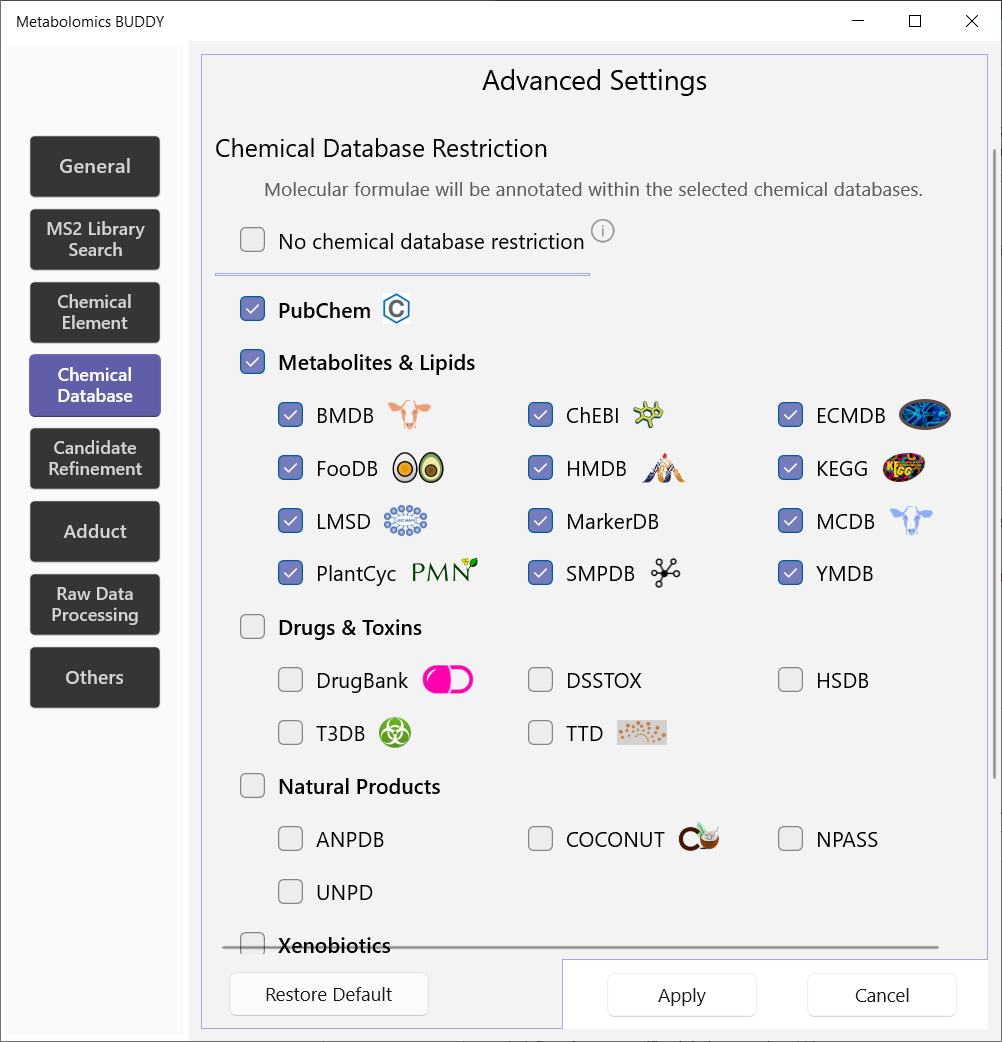 Metabolomics BUDDY
Advanced Settings
General
MS2 Library
Search
Chemical
Element
Chemical
Database
Candidate
Refinement
Adduct
Raw Data
Processing
Others
Chemical Database Restriction
Molecular formulae will be annotated within the selected chemical databases.
No chemical database restriction
PubChem
Metabolites & Lipids
BMDB ChEBI ECMDB
FooDB HMDB KEGG
LMSD MarkerDB MCDB
PlantCyc PMN SMPDB YMDB
Drugs & Toxins
DrugBank DSSTOX HSDB
T3DB TTD
Natural Products
ANPDB COCONUT NPASS
UNPD
Xenobiotics
Restore Default Apply Cancel